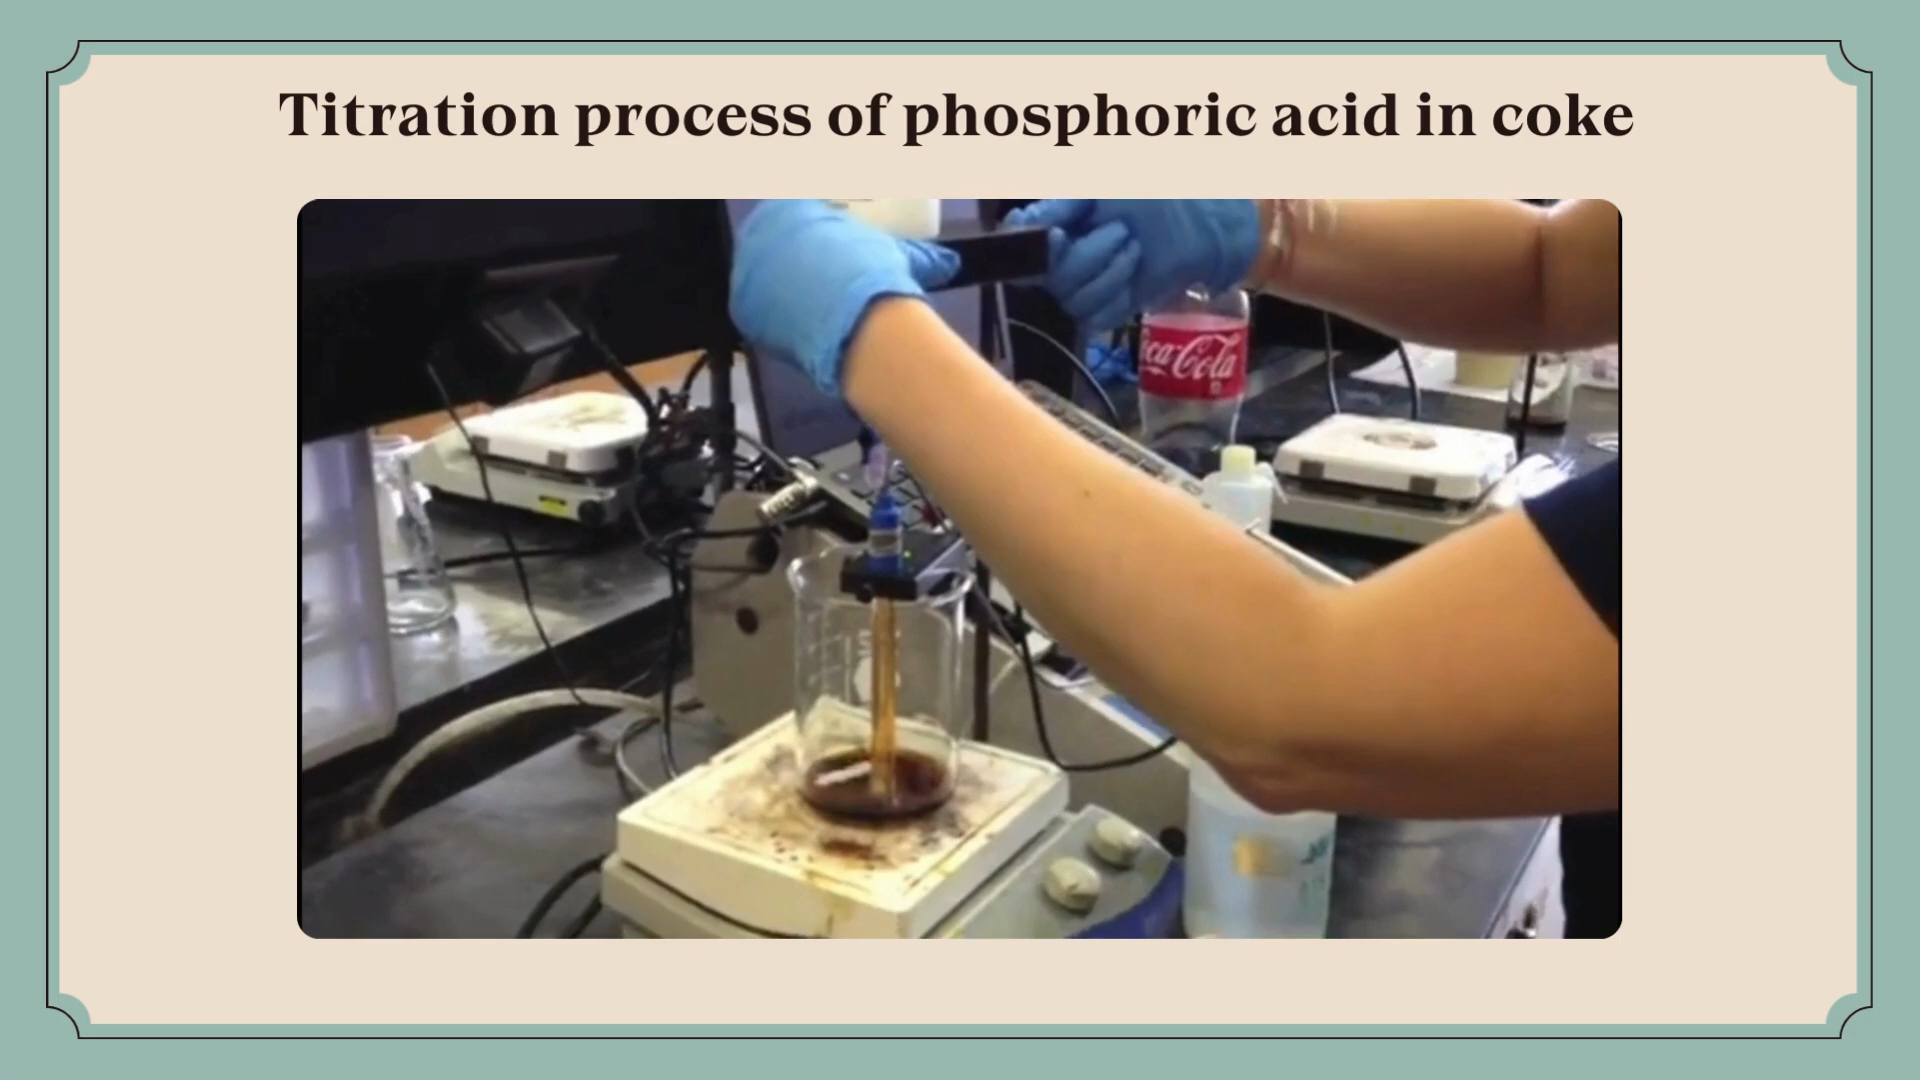 Titration process of phosphoric acid in coke
Coca-Cola